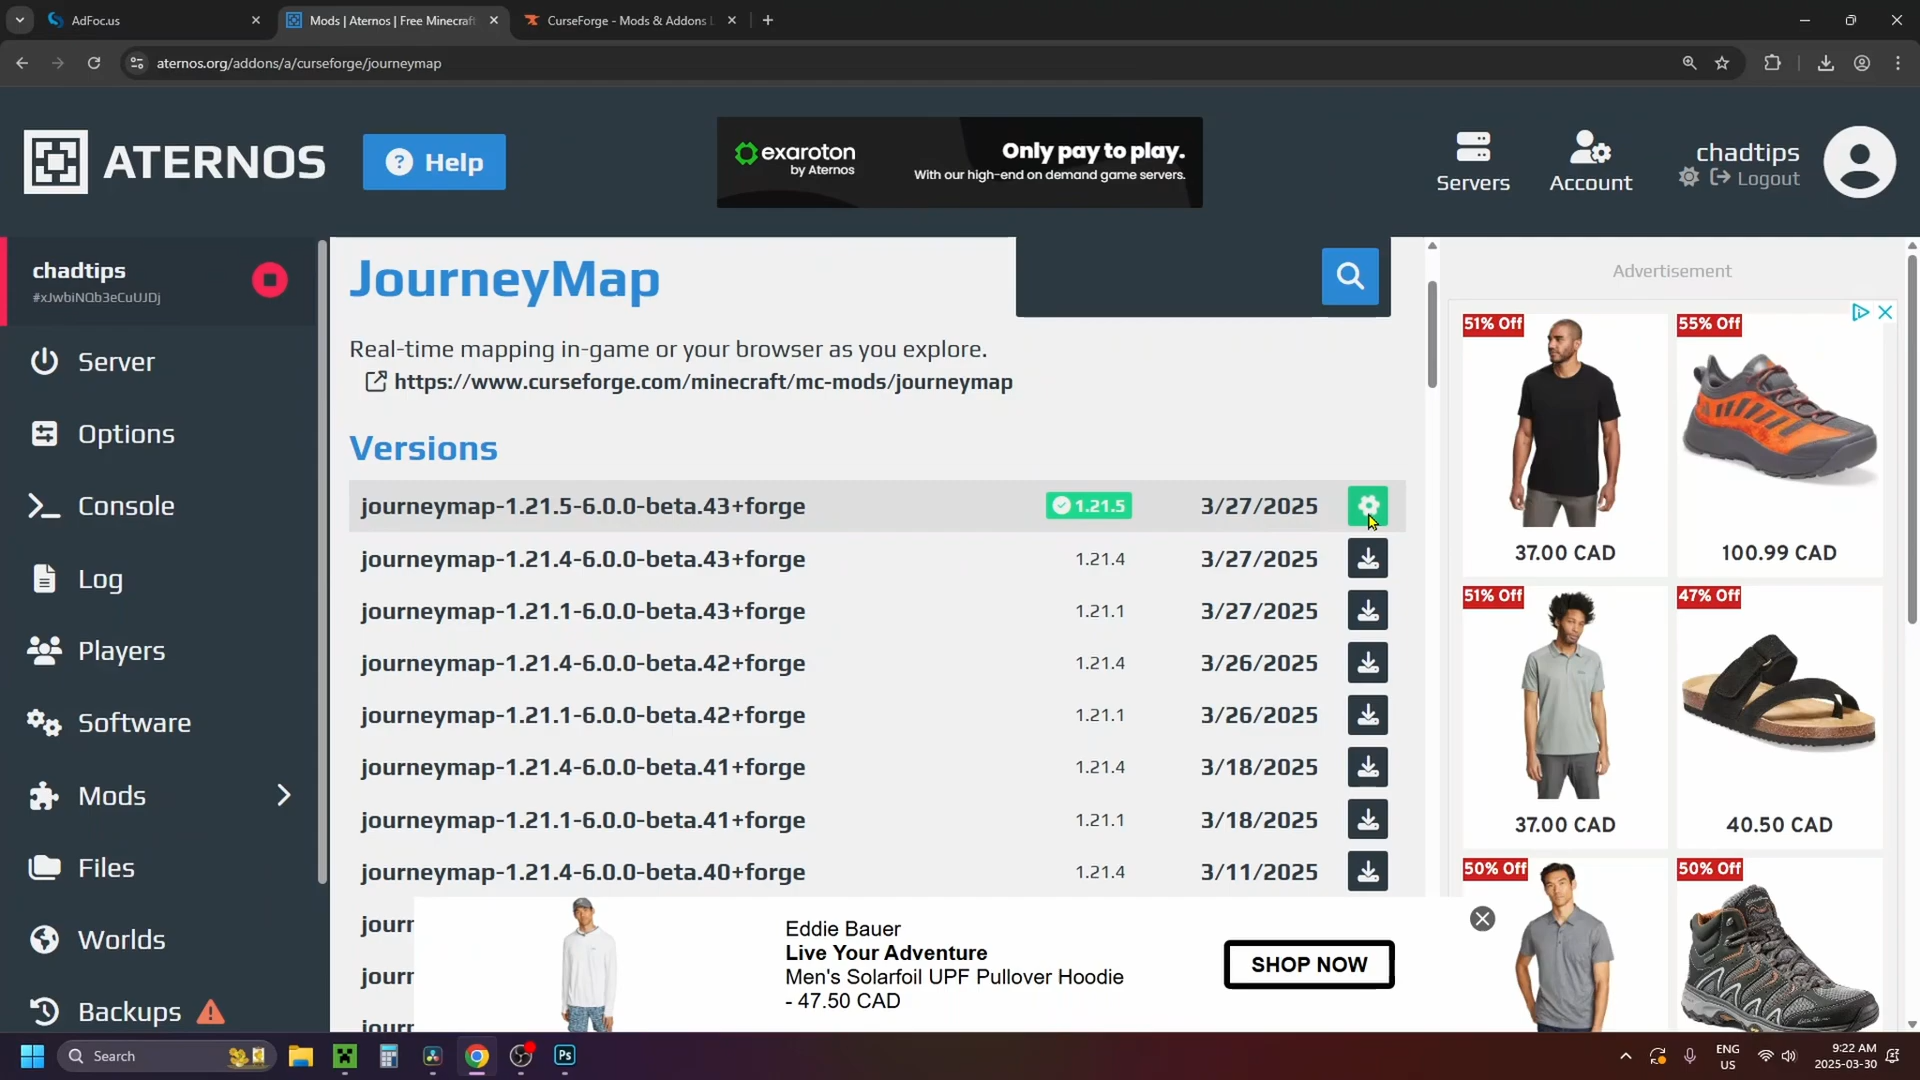 AdFoc.us
Mods | Aternos | Free Minecraft
CurseForge - Mods & Addons
aternos.org/addons/a/curseforge/journeymap
ATERNOS
Help
exaroton
by Aternos
Only pay to play.
With our high-end on demand game servers.
Servers
Account
chadtips
Logout
chadtips
#xJwbiNQb3eCuUJDj
Server
Options
Console
Log
Players
Software
Mods
Files
Worlds
Backups
JourneyMap
Real-time mapping in-game or your browser as you explore.
https://www.curseforge.com/minecraft/mc-mods/journeymap
Versions
journeymap-1.21.5-6.0.0-beta.43+forge 1.21.5 3/27/2025
journeymap-1.21.4-6.0.0-beta.43+forge 1.21.4 3/27/2025
journeymap-1.21.1-6.0.0-beta.43+forge 1.21.1 3/27/2025
journeymap-1.21.4-6.0.0-beta.42+forge 1.21.4 3/26/2025
journeymap-1.21.1-6.0.0-beta.42+forge 1.21.1 3/26/2025
journeymap-1.21.4-6.0.0-beta.41+forge 1.21.4 3/18/2025
journeymap-1.21.1-6.0.0-beta.41+forge 1.21.1 3/18/2025
journeymap-1.21.4-6.0.0-beta.40+forge 1.21.4 3/11/2025
jourr
jourr
jourr
Eddie Bauer
Live Your Adventure
Men's Solarfoil UPF Pullover Hoodie
- 47.50 CAD
SHOP NOW
Advertisement
51% Off
55% Off
37.00 CAD
100.99 CAD
51% Off
47% Off
37.00 CAD
40.50 CAD
50% Off
50% Off
Search
Ps
ENG
US
9:22 AM
2025-03-30